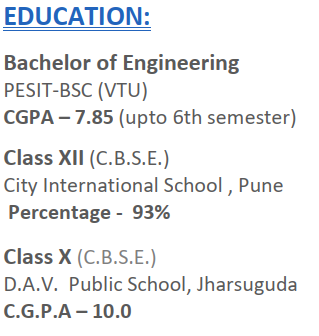 EDUCATION:
Bachelor of Engineering
PESIT-BSC (VTU)
CGPA – 7.85 (upto 6th semester)
Class XII (C.B.S.E.)
City International School , Pune
Percentage - 93%
Class X (C.B.S.E.)
D.A.V. Public School, Jharsuguda
C.G.P.A – 10.0